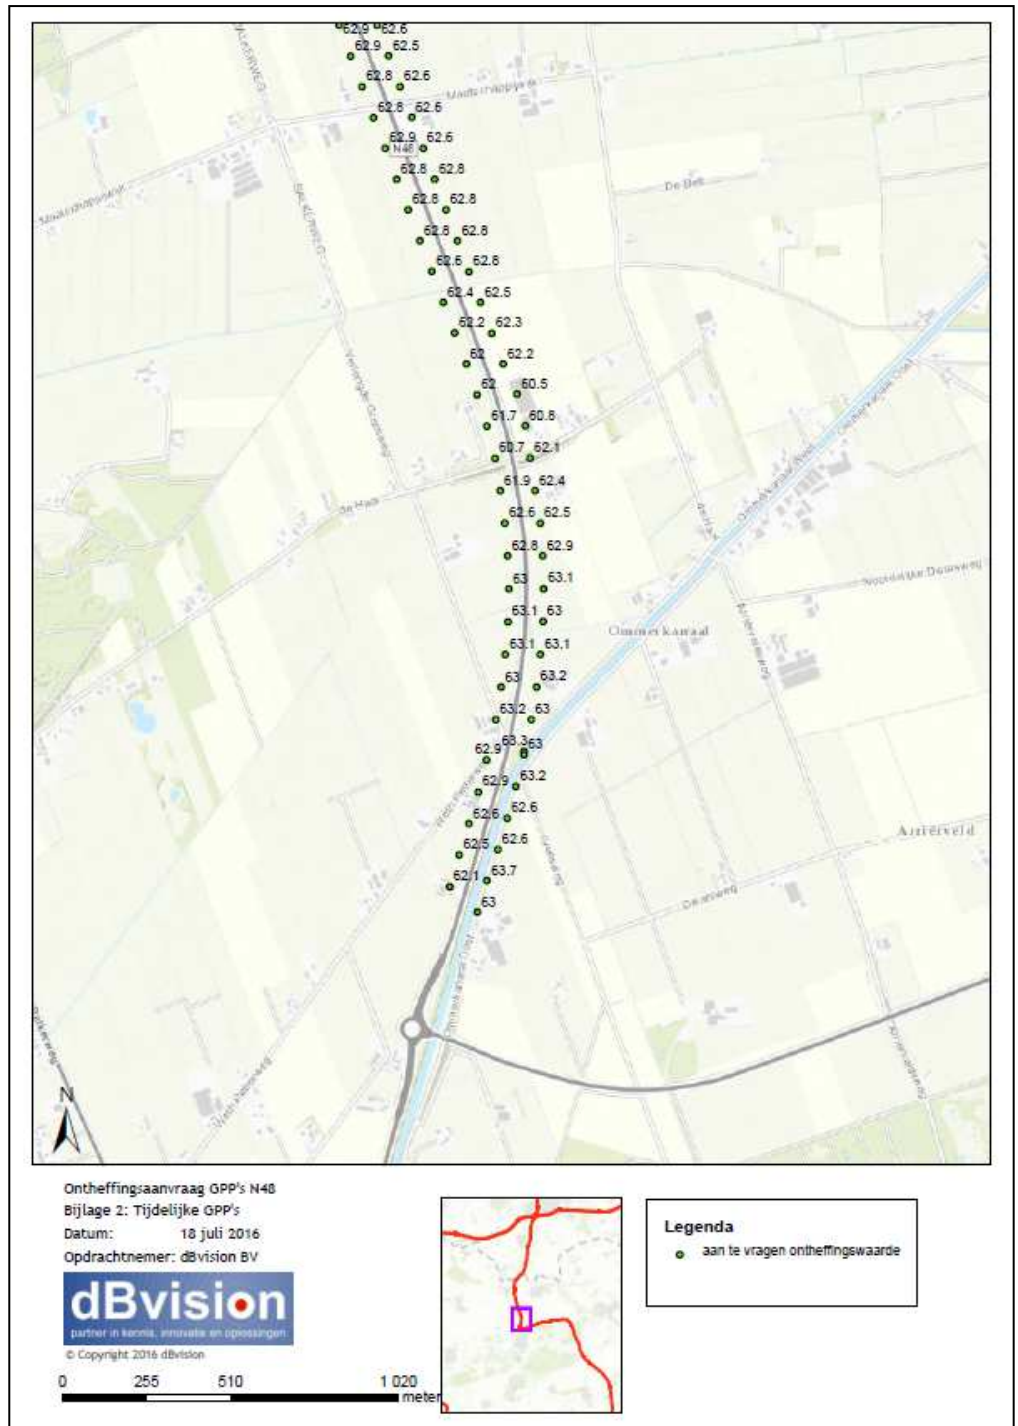 62.9 62.6
BALKERWEG
62.9 62.5
62.8 62.6
62.8 62.6
62.9 62.6
N48
62.8 62.8
De Belt
62.8 62.8
62.8 62.8
62.6 62.8
62.4 62.5
62.2 62.3
62 62.2
62 60.5
61.7 60.8
60.7 62.1
61.9 62.4
de Haar
de Haar
62.6 62.5
62.8 62.9
63 63.1
63.1 63
Ommerkanaal
63.1 63.1
63 63.2
63.2 63
63.3
63
62.9
62.9 63.2
62.6 62.6
62.5 62.6
Arriërveld
62.1 63.7
Dwarsweg
63
N
Ontheffingsaanvraag GPP's N48
Bijlage 2: Tijdelijke GPP's
Datum: 18 juli 2016
Opdrachtnemer: dBvision BV
dBvision
partner in kennis, innovatie en oplossingen
© Copyright 2016 dBvision
0 255 510 1 020
meter
Legenda
aan te vragen ontheffingswaarde